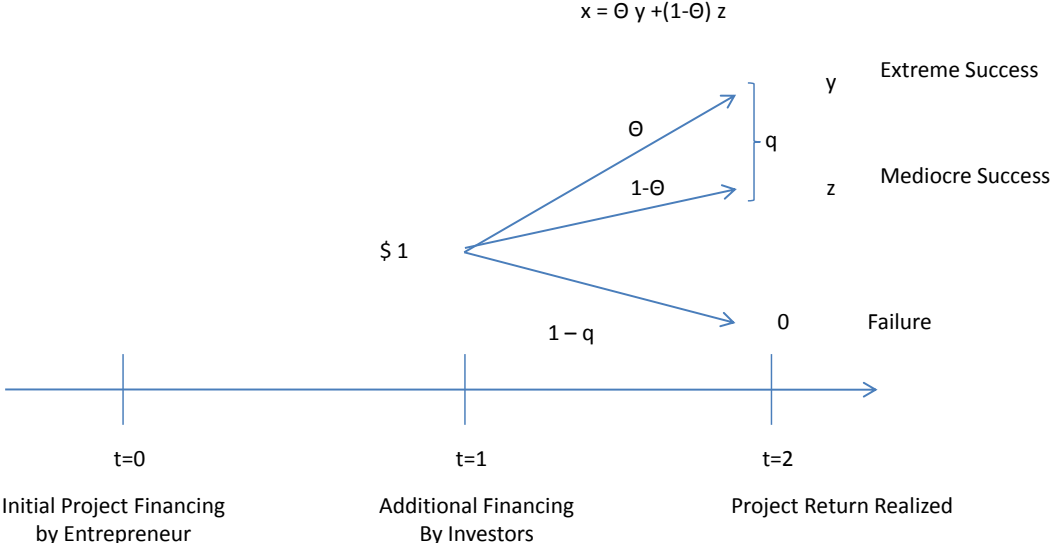 x = Θ y +(1-Θ) z
y
Extreme Success
Θ
q
1-Θ
z
Mediocre Success
$ 1
0
Failure
1 – q
t=0
t=1
t=2
Initial Project Financing
by Entrepreneur
Additional Financing
By Investors
Project Return Realized